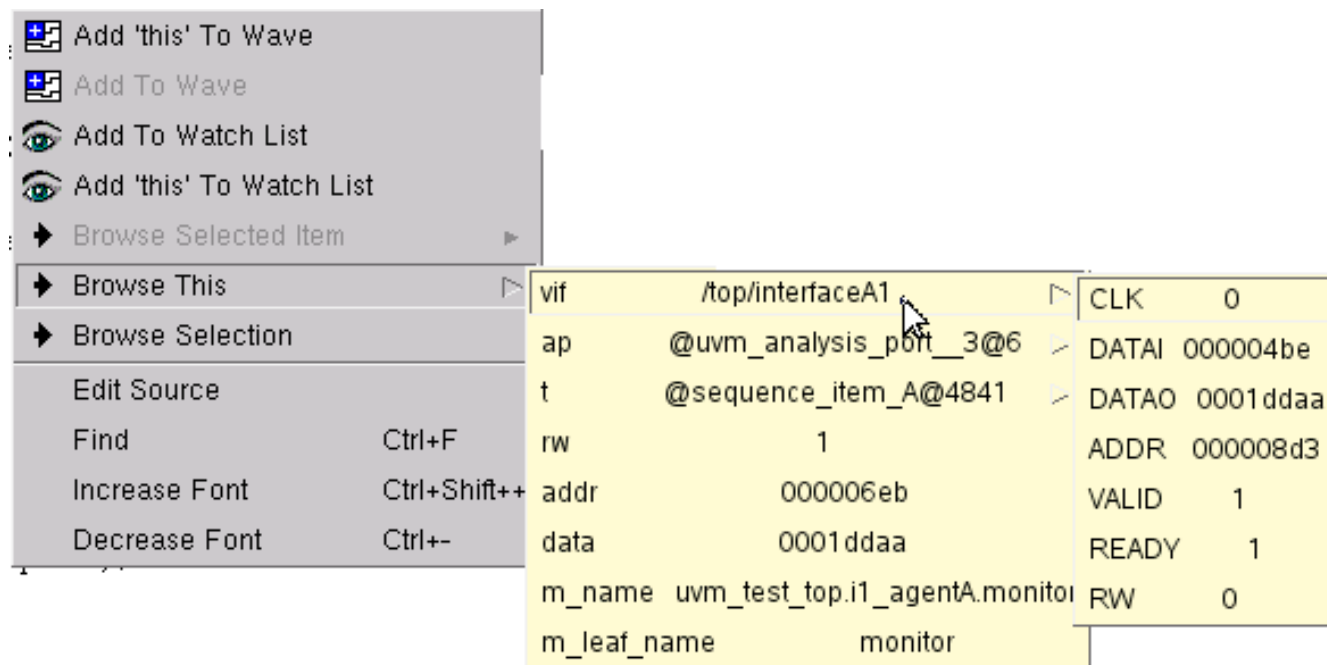 Add 'this' To Wave
Add To Wave
Add To Watch List
Add 'this' To Watch List
Browse Selected Item
Browse This
Browse Selection
Edit Source
Find Ctrl+F
Increase Font Ctrl+Shift++
Decrease Font Ctrl+-
vif /top/interfaceA1
ap @uvm_analysis_port__3@6
t @sequence_item_A@4841
rw 1
addr 000006eb
data 0001ddaa
m_name uvm_test_top.i1_agentA.monitor
m_leaf_name monitor
CLK 0
DATAI 000004be
DATAO 0001ddaa
ADDR 000008d3
VALID 1
READY 1
RW 0